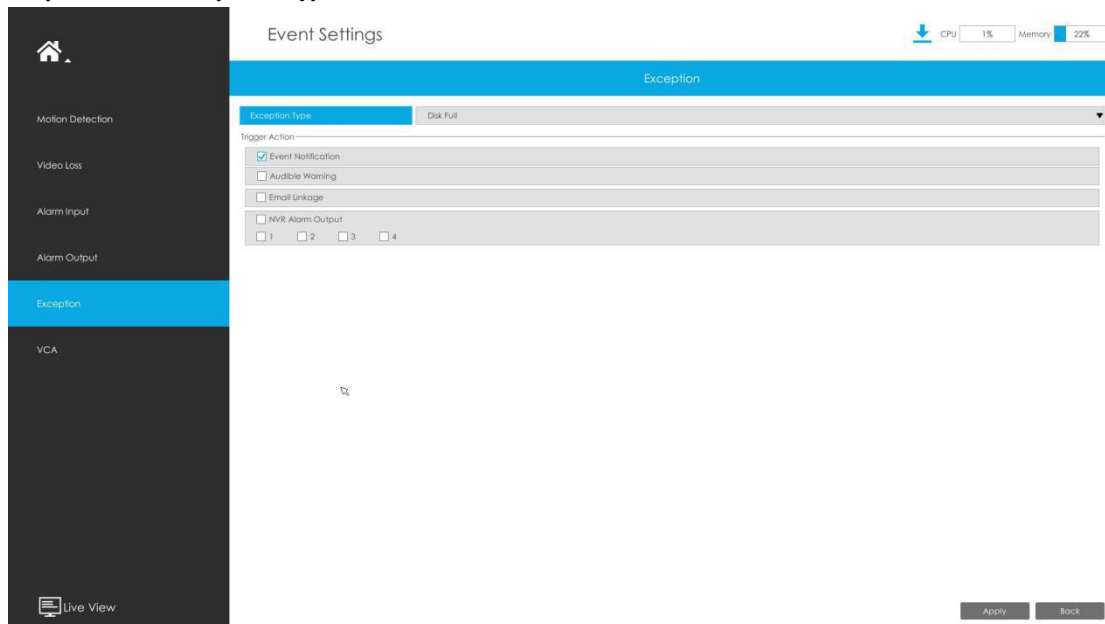 Event Settings
CPU 1% Memory 22%
Exception
Motion Detection
Video Loss
Alarm Input
Alarm Output
Exception
VCA
Exception Type Disk Full
Trigger Action
Event Notification
Audible Warning
Email Linkage
NVR Alarm Output
1 2 3 4
Live View
Apply Back